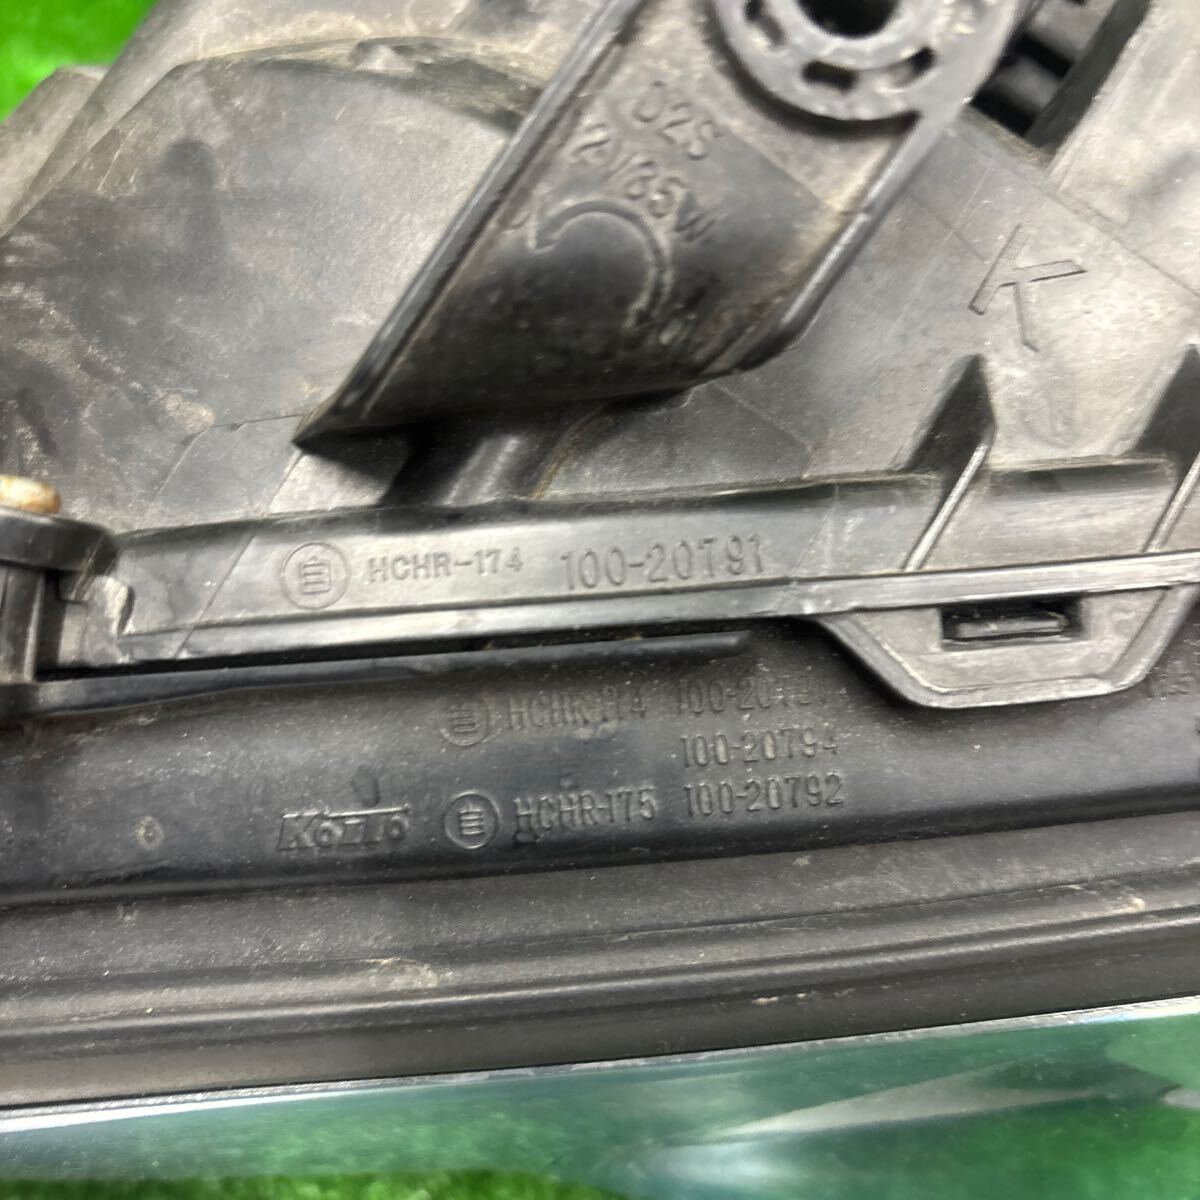 D2S
12V35W
K
自 HCHR-174 100-20791
自 HCHR-174 100-20791
100-20794
KOITO 自 HCHR-175 100-20792